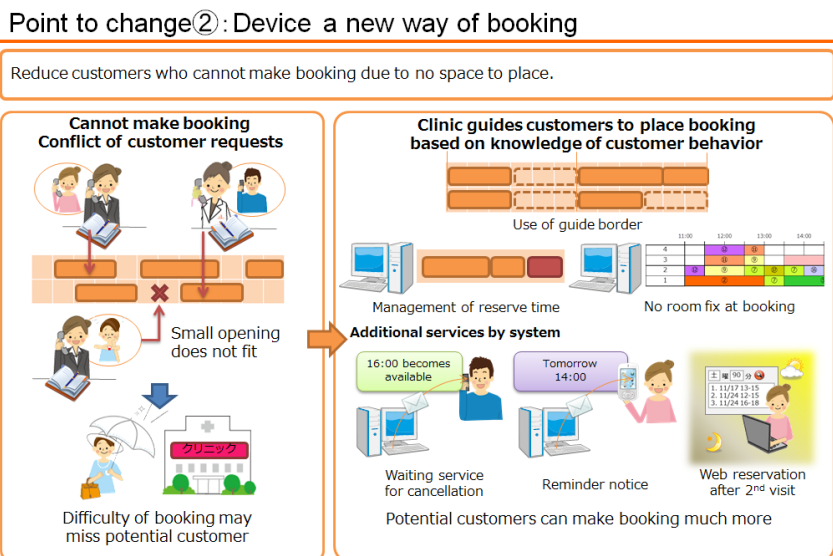 Point to change②:Device a new way of booking
Reduce customers who cannot make booking due to no space to place.
Cannot make booking
Conflict of customer requests
Small opening
does not fit
クリニック
Difficulty of booking may
miss potential customer
Clinic guides customers to place booking
based on knowledge of customer behavior
Use of guide border
Management of reserve time
11:00 12:00 13:00 14:00
4
3
2
1
No room fix at booking
Additional services by system
16:00 becomes
available
Tomorrow
14:00
土 曜 90 分
1. 11/17 13-15
2. 11/24 12-15
3. 11/24 16-18
Waiting service
for cancellation
Reminder notice
Web reservation
after 2nd visit
Potential customers can make booking much more